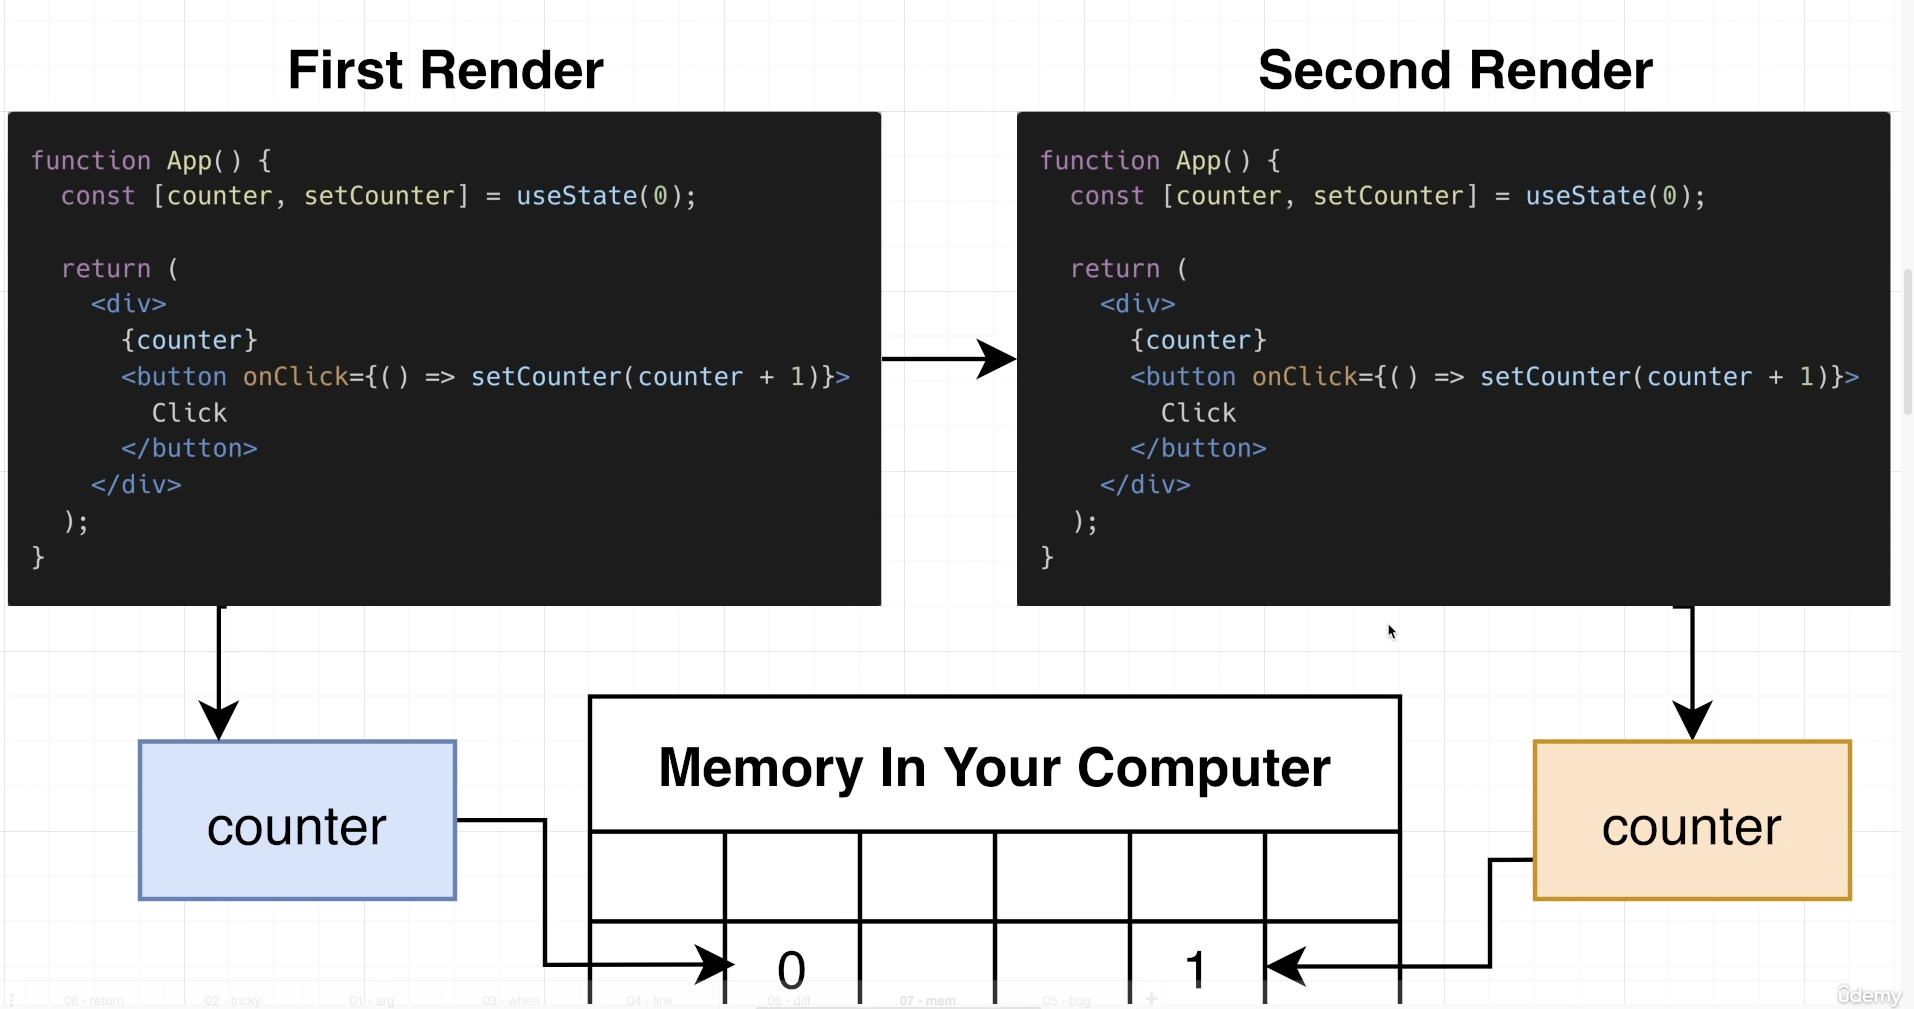 First Render
function App() {
  const [counter, setCounter] = useState(0);

  return (
    <div>
      {counter}
      <button onClick={() => setCounter(counter + 1)}>
        Click
      </button>
    </div>
  );
}
Second Render
function App() {
  const [counter, setCounter] = useState(0);

  return (
    <div>
      {counter}
      <button onClick={() => setCounter(counter + 1)}>
        Click
      </button>
    </div>
  );
}
counter
Memory In Your Computer
0
1
counter
08 - return
02 - tricky
01 - arg
03 - when
04 - link
06 - diff
07 - mem
05 - bug
+
ûdemy